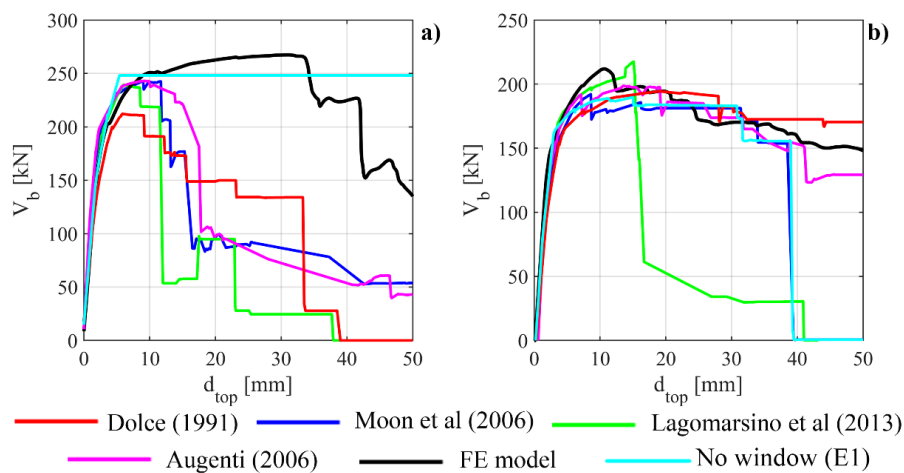 a)
300
250
200
150
100
50
0
V_b [kN]
0 10 20 30 40 50
d_top [mm]
b)
250
200
150
100
50
0
V_b [kN]
0 10 20 30 40 50
d_top [mm]
Dolce (1991) Moon et al (2006) Lagomarsino et al (2013)
Augenti (2006) FE model No window (E1)